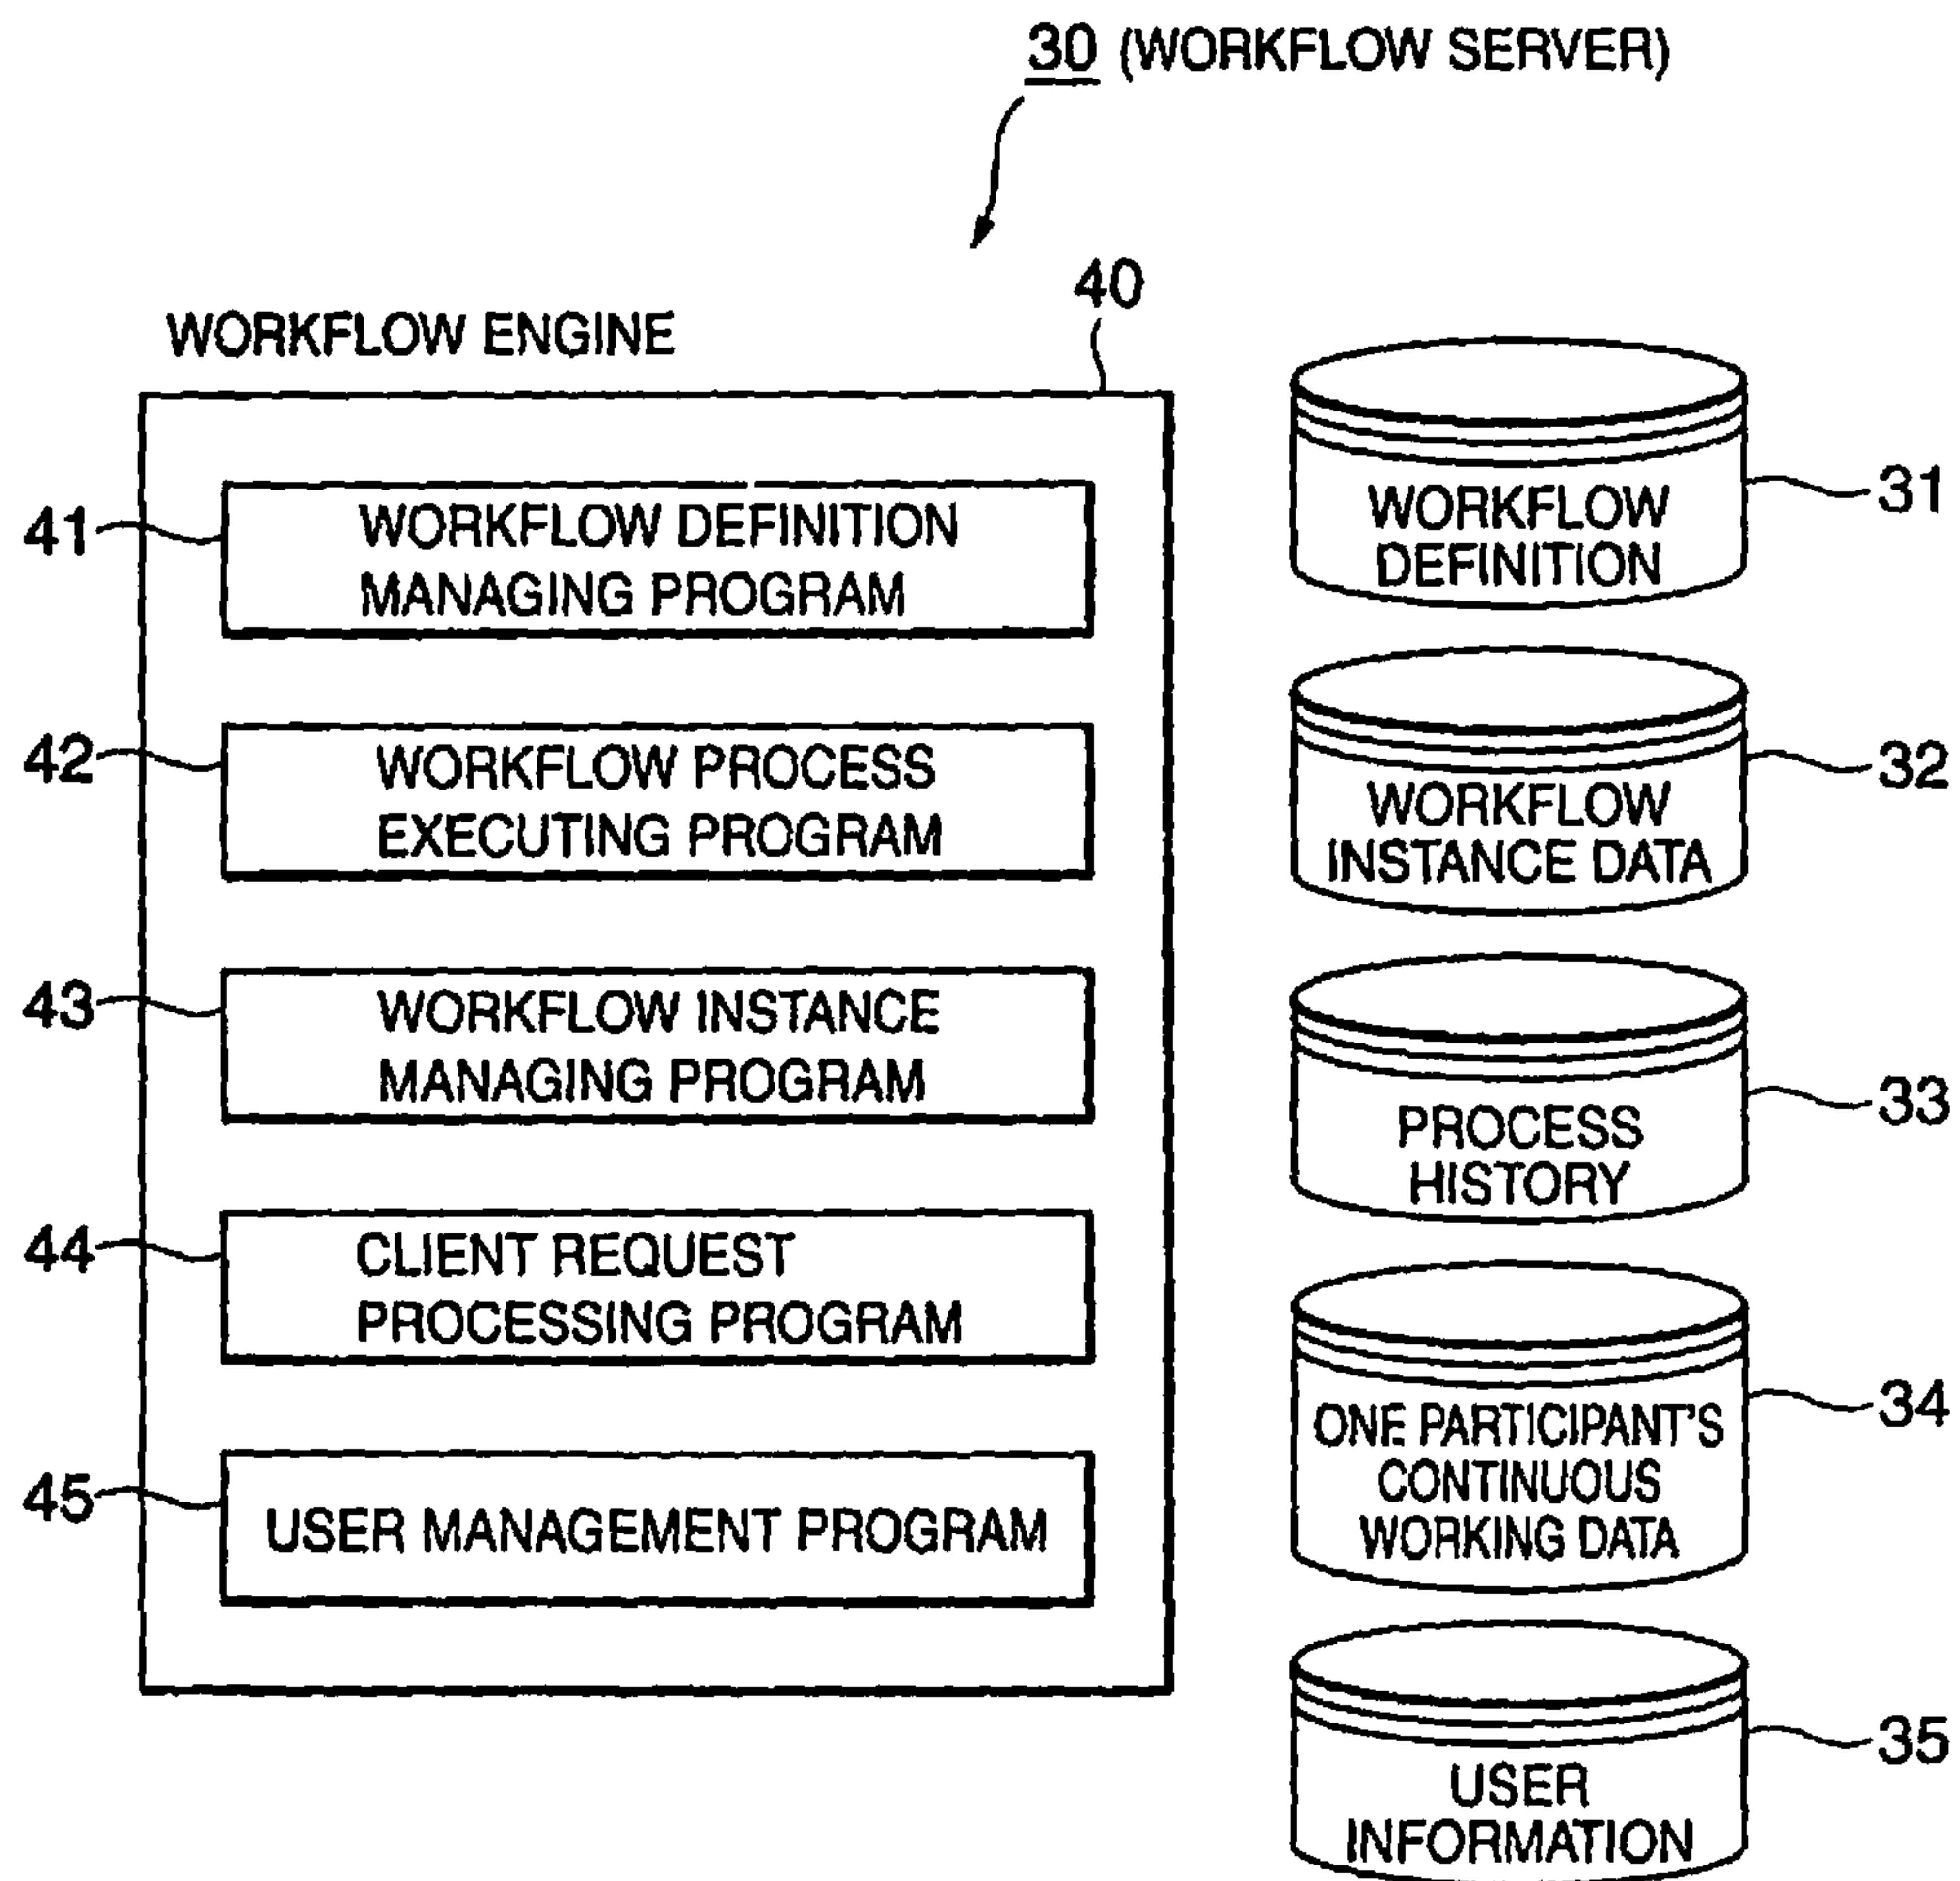 30 (WORKFLOW SERVER)
40
WORKFLOW ENGINE
41
WORKFLOW DEFINITION
MANAGING PROGRAM
42
WORKFLOW PROCESS
EXECUTING PROGRAM
43
WORKFLOW INSTANCE
MANAGING PROGRAM
44
CLIENT REQUEST
PROCESSING PROGRAM
45
USER MANAGEMENT PROGRAM
WORKFLOW
DEFINITION
31
WORKFLOW
INSTANCE DATA
32
PROCESS
HISTORY
33
ONE PARTICIPANT'S
CONTINUOUS
WORKING DATA
34
USER
INFORMATION
35